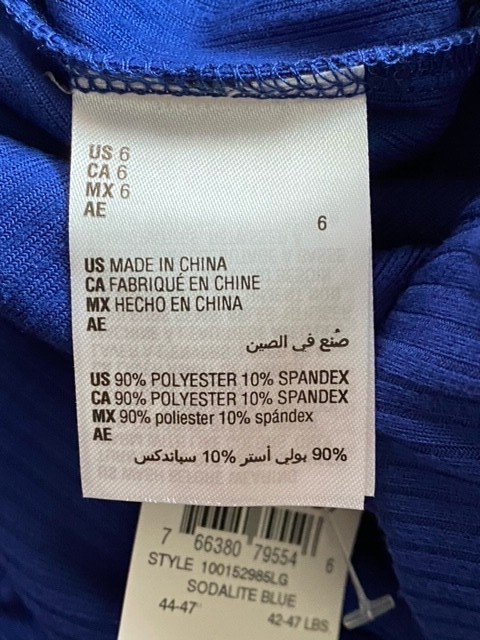 US 6
CA 6
MX 6
AE
6
US MADE IN CHINA
CA FABRIQUÉ EN CHINE
MX HECHO EN CHINA
AE
صُنع في الصين
US 90% POLYESTER 10% SPANDEX
CA 90% POLYESTER 10% SPANDEX
MX 90% poliester 10% spándex
AE
90% بولي أستر 10% سباندكس
7 66380 79554 6
STYLE 100152985LG
SODALITE BLUE
44-47" 42-47 LBS